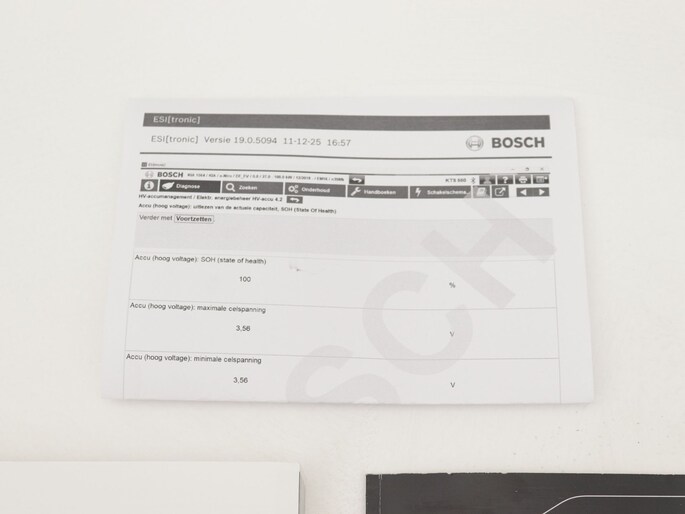 ESI[tronic]
ESI[tronic] Versie 19.0.5094 11-12-25 16:57
BOSCH
BOSCH
KTS
Diagnose
Zoeken
Onderhoud
Handboeken
Schakelschema...
HV-accumanagement / Elektr. energiebeheer HV-accu 4.2
Accu (hoog voltage): uitlezen van de actuele capaciteit, SOH (State Of Health)
Verder met Voortzetten
Accu (hoog voltage): SOH (state of health)
100 %
Accu (hoog voltage): maximale celspanning
3,56 V
Accu (hoog voltage): minimale celspanning
3,56 V
SCH